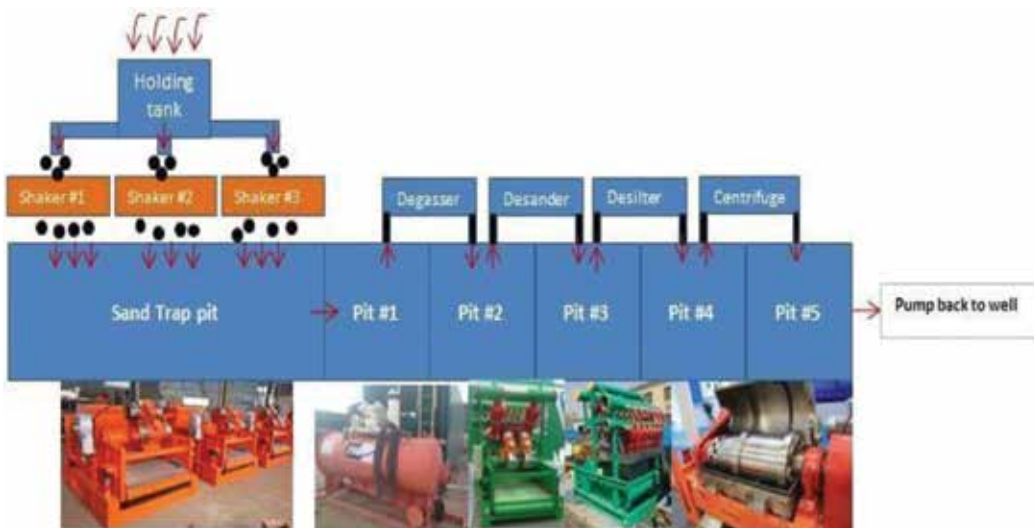 Holding
tank
Shaker #1 Shaker #2 Shaker #3
Degasser Desander Desilter Centrifuge
Sand Trap pit Pit #1 Pit #2 Pit #3 Pit #4 Pit #5 Pump back to well